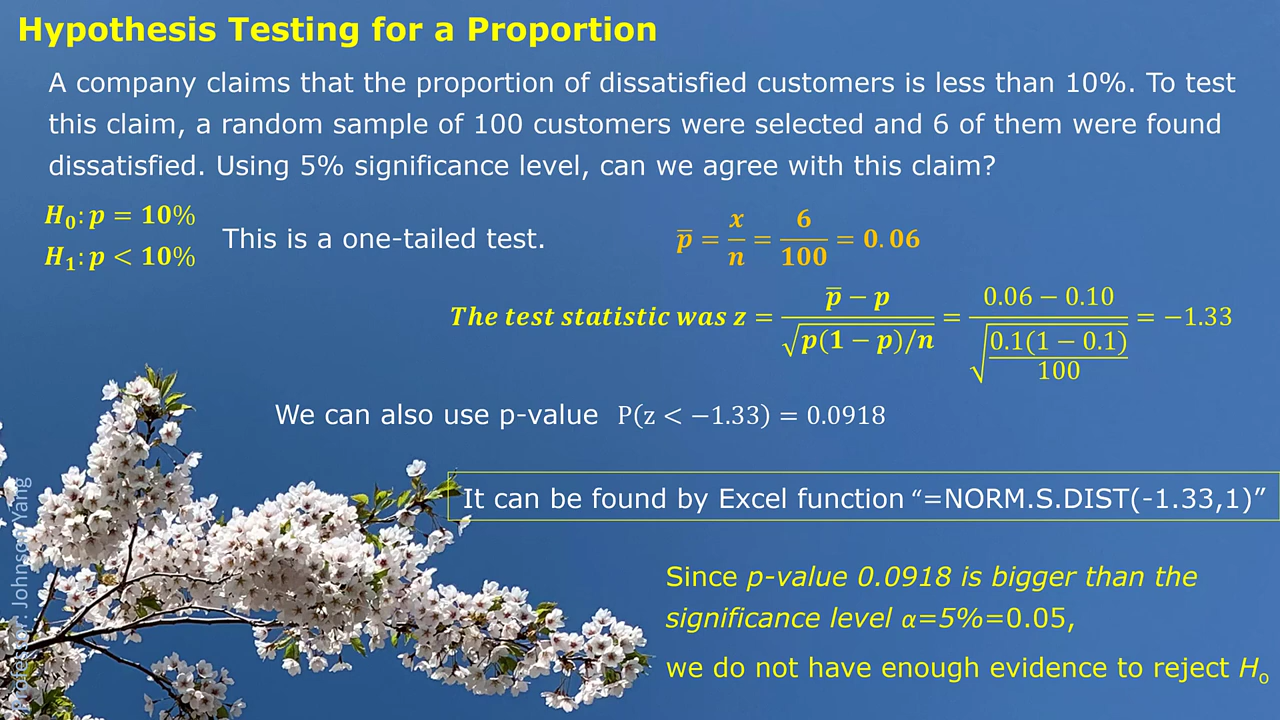 Hypothesis Testing for a Proportion
A company claims that the proportion of dissatisfied customers is less than 10%. To test
this claim, a random sample of 100 customers were selected and 6 of them were found
dissatisfied. Using 5% significance level, can we agree with this claim?
H₀: p = 10%
H₁: p < 10%
This is a one-tailed test.
p̅ = x/n = 6/100 = 0.06
The test statistic was z = (p̅ − p)/√(p(1 − p)/n) = (0.06 − 0.10)/√(0.1(1 − 0.1)/100) = −1.33
We can also use p-value P(z < −1.33) = 0.0918
It can be found by Excel function “=NORM.S.DIST(-1.33,1)”
Since p-value 0.0918 is bigger than the
significance level α=5%=0.05,
we do not have enough evidence to reject H₀
Professor: Johnson Yang